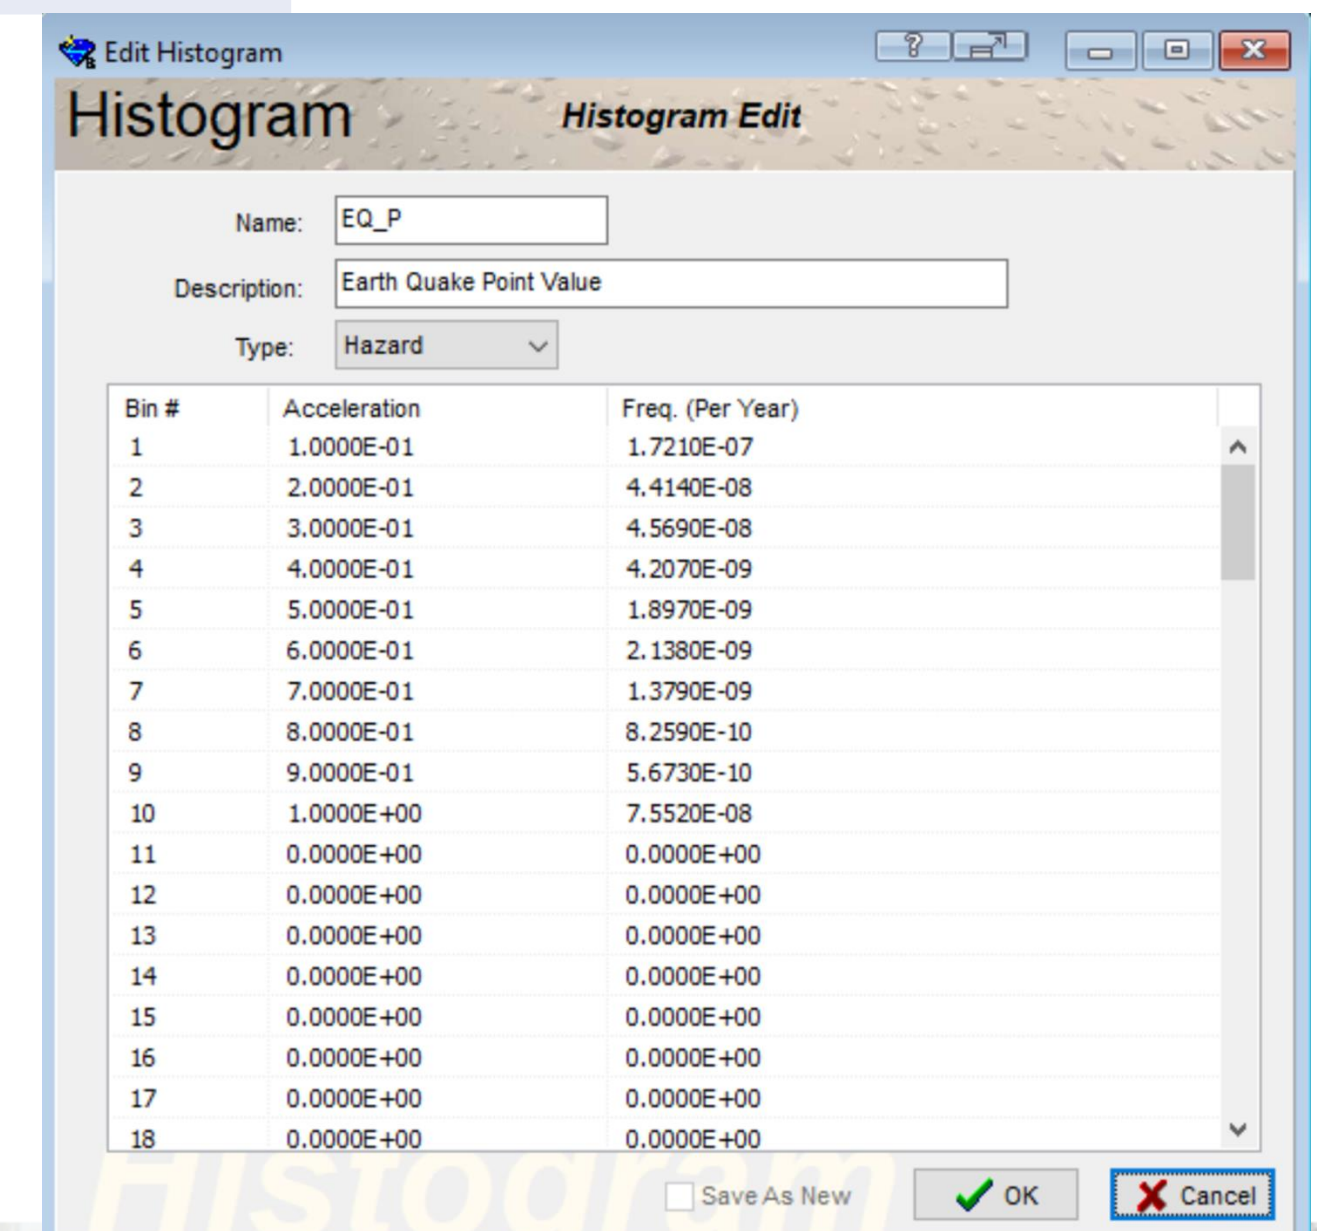 Edit Histogram
Histogram Histogram Edit
Name: EQ_P
Description: Earth Quake Point Value
Type: Hazard
Bin # Acceleration Freq. (Per Year)
1 1.0000E-01 1.7210E-07
2 2.0000E-01 4.4140E-08
3 3.0000E-01 4.5690E-08
4 4.0000E-01 4.2070E-09
5 5.0000E-01 1.8970E-09
6 6.0000E-01 2.1380E-09
7 7.0000E-01 1.3790E-09
8 8.0000E-01 8.2590E-10
9 9.0000E-01 5.6730E-10
10 1.0000E+00 7.5520E-08
11 0.0000E+00 0.0000E+00
12 0.0000E+00 0.0000E+00
13 0.0000E+00 0.0000E+00
14 0.0000E+00 0.0000E+00
15 0.0000E+00 0.0000E+00
16 0.0000E+00 0.0000E+00
17 0.0000E+00 0.0000E+00
18 0.0000E+00 0.0000E+00
Histogram
Save As New OK Cancel